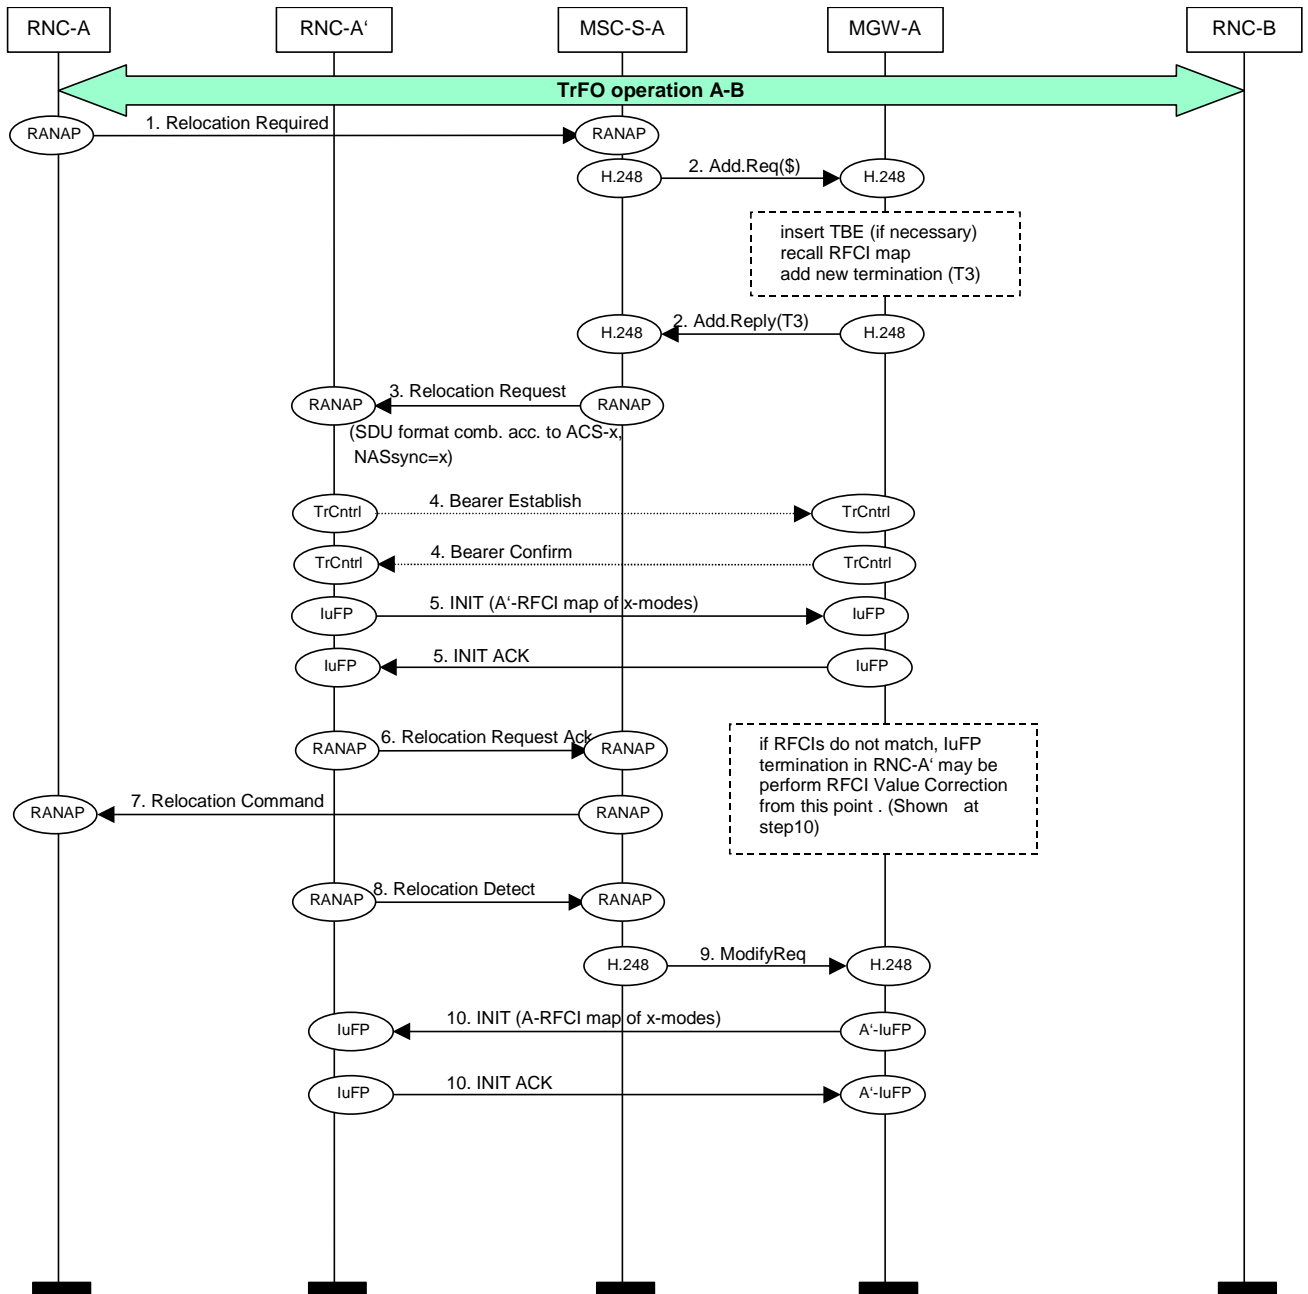 RNC-A
RNC-A‘
MSC-S-A
MGW-A
RNC-B
TrFO operation A-B
RANAP
1. Relocation Required
RANAP
H.248
2. Add.Req($)
H.248
insert TBE (if necessary)
recall RFCI map
add new termination (T3)
H.248
2. Add.Reply(T3)
H.248
RANAP
3. Relocation Request
RANAP
(SDU format comb. acc. to ACS-x,
NASsync=x)
TrCntrl
4. Bearer Establish
TrCntrl
TrCntrl
4. Bearer Confirm
TrCntrl
IuFP
5. INIT (A‘-RFCI map of x-modes)
IuFP
IuFP
5. INIT ACK
IuFP
RANAP
6. Relocation Request Ack
RANAP
if RFCIs do not match, IuFP
termination in RNC-A‘ may be
perform RFCI Value Correction
from this point . (Shown at
step10)
RANAP
7. Relocation Command
RANAP
RANAP
8. Relocation Detect
RANAP
H.248
9. ModifyReq
H.248
IuFP
10. INIT (A-RFCI map of x-modes)
A‘-IuFP
IuFP
10. INIT ACK
A‘-IuFP